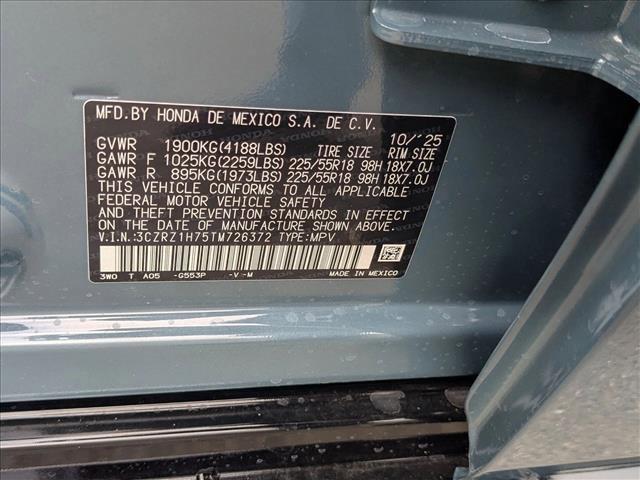 MFD.BY HONDA DE MEXICO S.A. DE C.V.
10/'25
GVWR 1900KG(4188LBS) TIRE SIZE RIM SIZE
GAWR F 1025KG(2259LBS) 225/55R18 98H 18X7.0J
GAWR R 895KG(1973LBS) 225/55R18 98H 18X7.0J
THIS VEHICLE CONFORMS TO ALL APPLICABLE
FEDERAL MOTOR VEHICLE SAFETY
AND THEFT PREVENTION STANDARDS IN EFFECT
ON THE DATE OF MANUFACTURE SHOWN ABOVE.
V.I.N.:3CZRZ1H75TM726372 TYPE:MPV
3WO T A05 -G553P -V-M MADE IN MEXICO